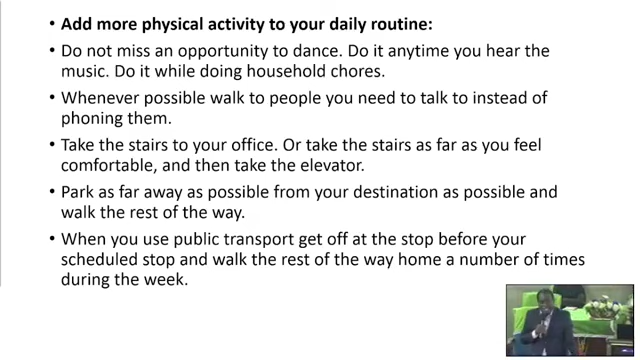 • Add more physical activity to your daily routine:
• Do not miss an opportunity to dance. Do it anytime you hear the
music. Do it while doing household chores.
• Whenever possible walk to people you need to talk to instead of
phoning them.
• Take the stairs to your office. Or take the stairs as far as you feel
comfortable, and then take the elevator.
• Park as far away as possible from your destination as possible and
walk the rest of the way.
• When you use public transport get off at the stop before your
scheduled stop and walk the rest of the way home a number of times
during the week.